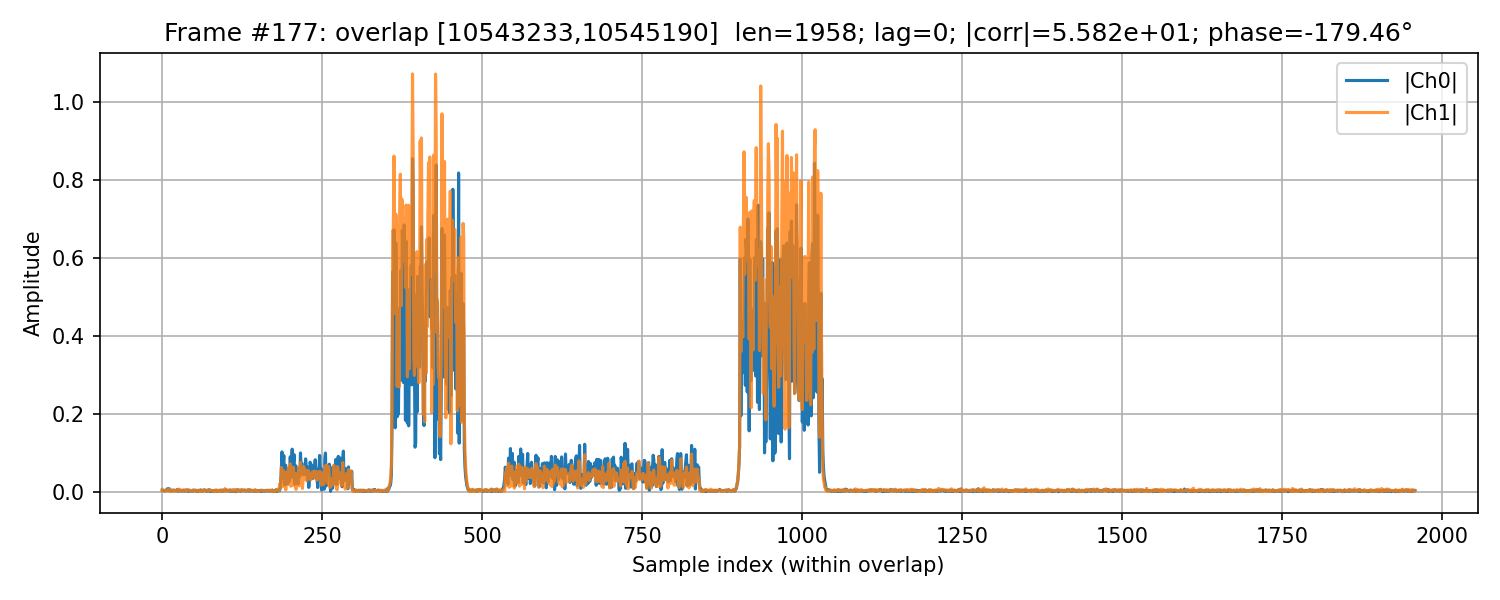 Frame #177: overlap [10543233,10545190]  len=1958; lag=0; |corr|=5.582e+01; phase=-179.46°
|Ch0|
|Ch1|
Amplitude
1.0
0.8
0.6
0.4
0.2
0.0
0 250 500 750 1000 1250 1500 1750 2000
Sample index (within overlap)